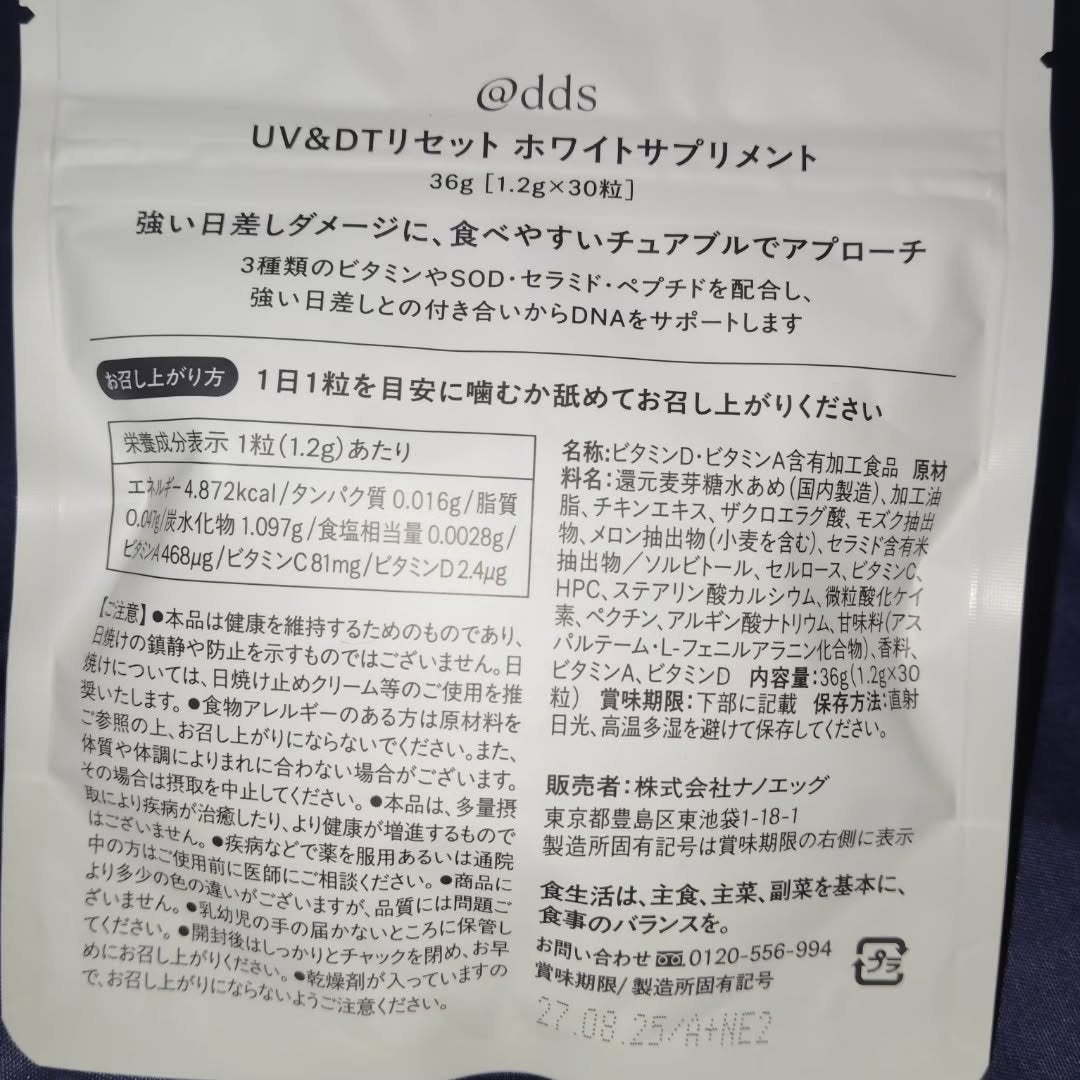 @dds
UV&DTリセット ホワイトサプリメント
36g [1.2g×30粒]
強い日差しダメージに、食べやすいチュアブルでアプローチ
3種類のビタミンやSOD・セラミド・ペプチドを配合し、
強い日差しとの付き合いからDNAをサポートします
お召し上がり方 1日1粒を目安に噛むか舐めてお召し上がりください
栄養成分表示 1粒(1.2g)あたり
エネルギー4.872kcal/タンパク質 0.016g/脂質
0.047g/炭水化物 1.097g/食塩相当量 0.0028g/
ビタミンA 468μg/ビタミンC 81mg/ビタミンD 2.4μg
【ご注意】●本品は健康を維持するためのものであり、
日焼けの鎮静や防止を示すものではございません。日
焼けについては、日焼け止めクリーム等のご使用を推
奨いたします。●食物アレルギーのある方は原材料を
ご参照の上、お召し上がりにならないでください。また、
体質や体調によりまれに合わない場合がございます。
その場合は摂取を中止してください。●本品は、多量摂
取により疾病が治癒したり、より健康が増進するもので
はございません。●疾病などで薬を服用あるいは通院
中の方はご使用前に医師にご相談ください。●商品に
より多少の色の違いがございますが、品質には問題ご
ざいません。●乳幼児の手の届かないところに保管し
てください。●開封後はしっかりとチャックを閉め、お早
めにお召し上がりください。●乾燥剤が入っていますの
で、お召し上がりにならないようご注意ください。
名称:ビタミンD・ビタミンA含有加工食品 原材
料名:還元麦芽糖水あめ(国内製造)、加工油
脂、チキンエキス、ザクロエラグ酸、モズク抽出
物、メロン抽出物(小麦を含む)、セラミド含有米
抽出物/ソルビトール、セルロース、ビタミンC、
HPC、ステアリン酸カルシウム、微粒酸化ケイ
素、ペクチン、アルギン酸ナトリウム、甘味料(アス
パルテーム・L-フェニルアラニン化合物)、香料、
ビタミンA、ビタミンD 内容量:36g(1.2g×30
粒) 賞味期限:下部に記載 保存方法:直射
日光、高温多湿を避けて保存してください。
販売者:株式会社ナノエッグ
東京都豊島区東池袋1-18-1
製造所固有記号は賞味期限の右側に表示
食生活は、主食、主菜、副菜を基本に、
食事のバランスを。
お問い合わせ 0120-556-994
賞味期限/製造所固有記号
プラ
27.08.25/A+NE2